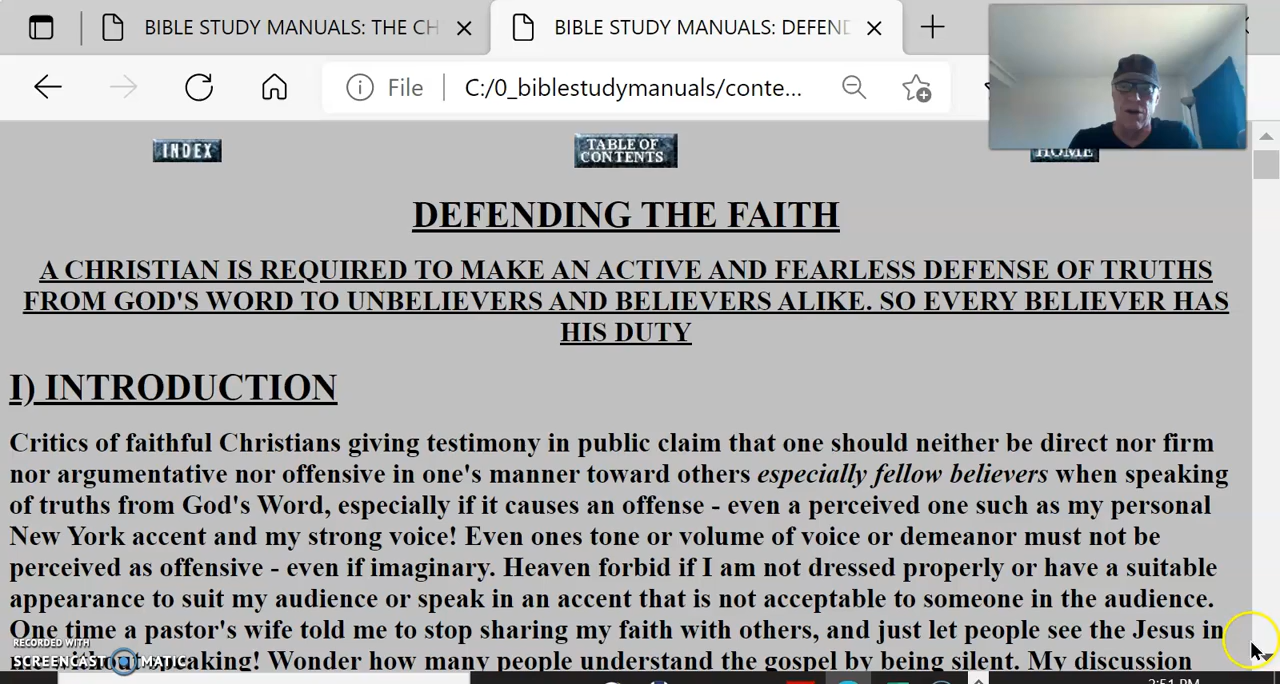 BIBLE STUDY MANUALS: THE CH
BIBLE STUDY MANUALS: DEFEND
File
C:/0_biblestudymanuals/conte...
INDEX
TABLE OF
CONTENTS
HOME
DEFENDING THE FAITH
A CHRISTIAN IS REQUIRED TO MAKE AN ACTIVE AND FEARLESS DEFENSE OF TRUTHS
FROM GOD'S WORD TO UNBELIEVERS AND BELIEVERS ALIKE. SO EVERY BELIEVER HAS
HIS DUTY
I) INTRODUCTION
Critics of faithful Christians giving testimony in public claim that one should neither be direct nor firm
nor argumentative nor offensive in one's manner toward others especially fellow believers when speaking
of truths from God's Word, especially if it causes an offense - even a perceived one such as my personal
New York accent and my strong voice! Even ones tone or volume of voice or demeanor must not be
perceived as offensive - even if imaginary. Heaven forbid if I am not dressed properly or have a suitable
appearance to suit my audience or speak in an accent that is not acceptable to someone in the audience.
One time a pastor's wife told me to stop sharing my faith with others, and just let people see the Jesus in
RECORDED WITH
SCREENCAST MATIC
Wonder how many people understand the gospel by being silent. My discussion
2:51 PM